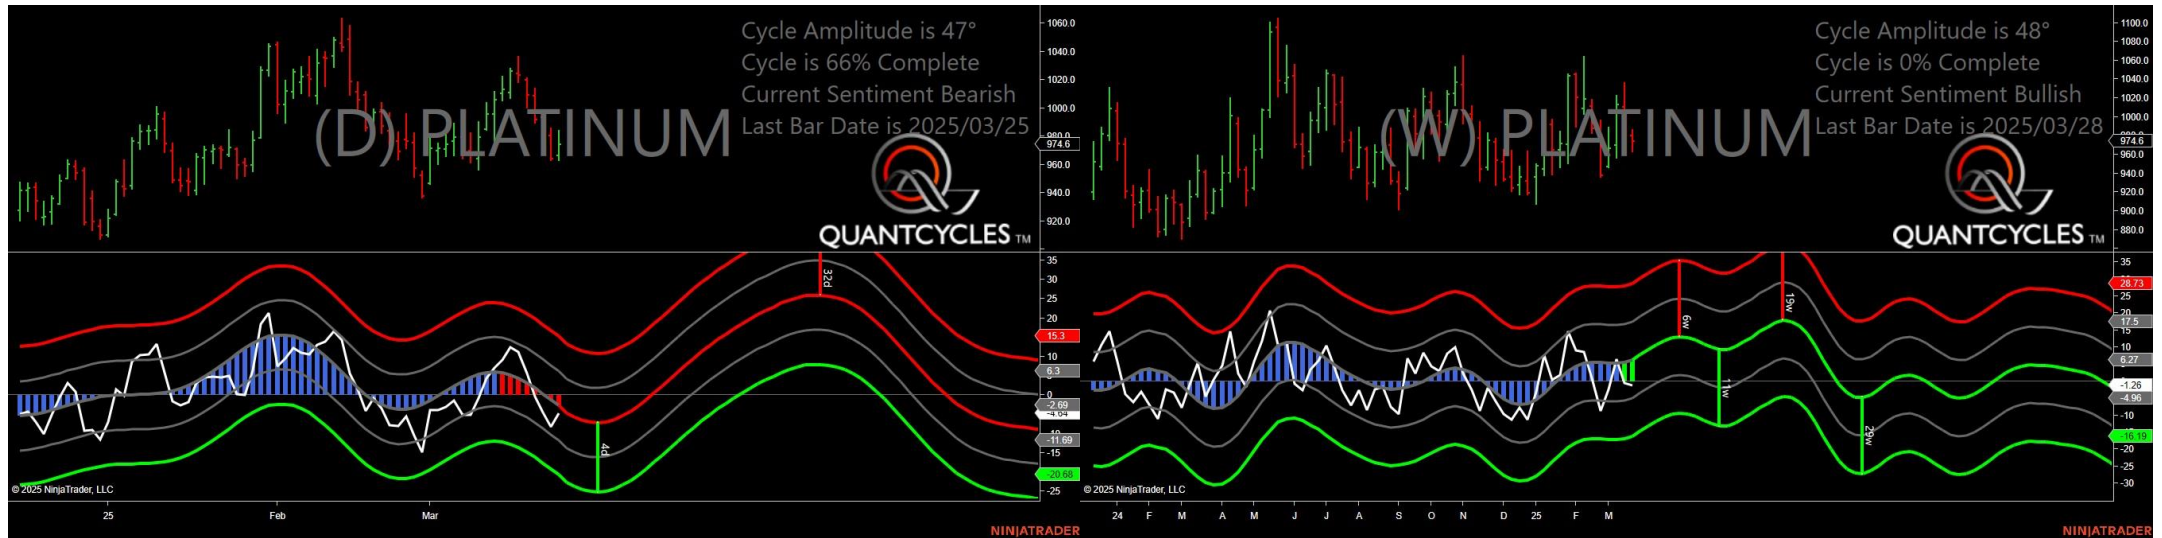 Cycle Amplitude is 47°
Cycle is 66% Complete
Current Sentiment Bearish
Last Bar Date is 2025/03/25
(D) PLATINUM
QUANTCYCLES TM
1060.0
1040.0
1020.0
1000.0
980.0
974.6
960.0
940.0
920.0
35
30
25
20
15.3
10
6.3
0
-2.69
-4.64
-11.69
-15
-20.68
-25
32d
4d
© 2025 NinjaTrader, LLC
25 Feb Mar
NINJATRADER
Cycle Amplitude is 48°
Cycle is 0% Complete
Current Sentiment Bullish
Last Bar Date is 2025/03/28
(W) PLATINUM
QUANTCYCLES TM
1100.0
1080.0
1060.0
1040.0
1020.0
1000.0
974.6
960.0
940.0
920.0
900.0
880.0
35
28.73
25
17.5
15
10
6.27
-1.26
-4.96
-10
-16.19
-20
-25
-30
6w
19w
11w
29w
© 2025 NinjaTrader, LLC
24 F M A M J J A S O N D 25 F M
NINJATRADER